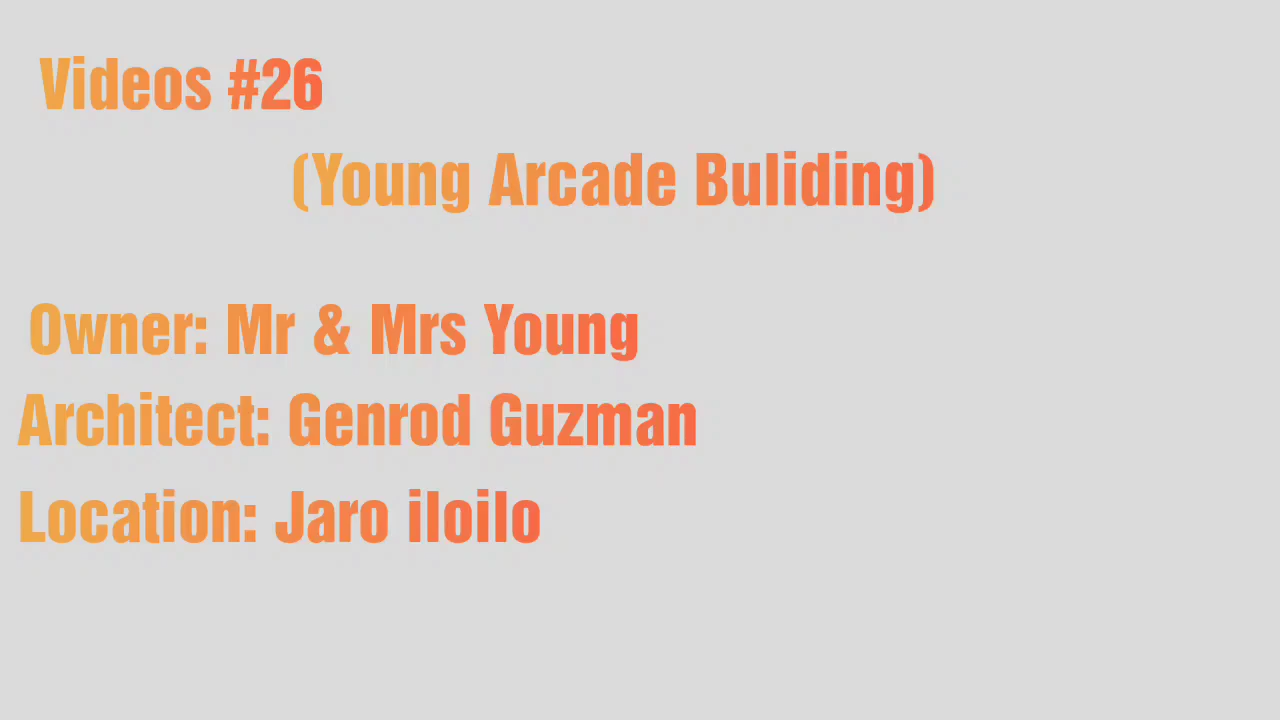 Videos #26
(Young Arcade Buliding)
Owner: Mr & Mrs Young
Architect: Genrod Guzman
Location: Jaro iloilo